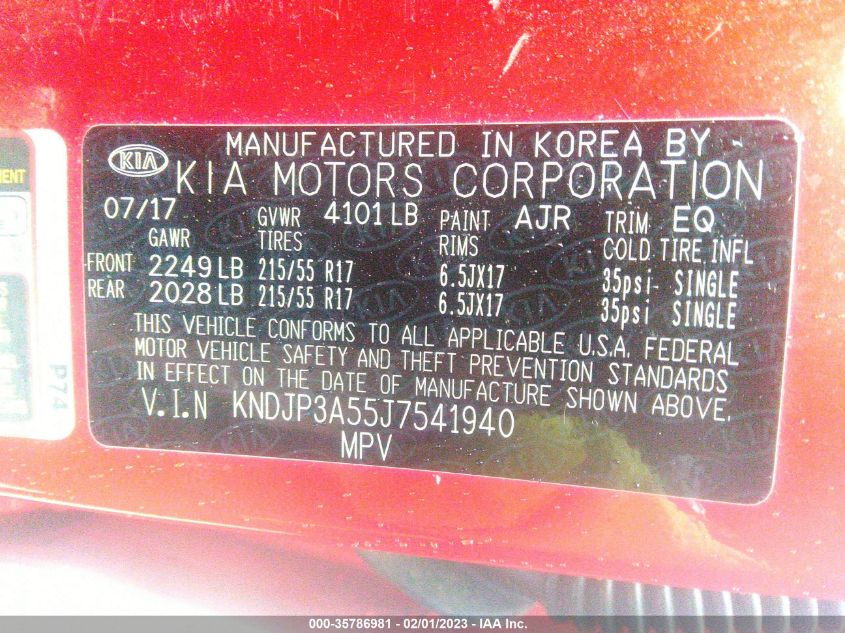 MANUFACTURED IN KOREA BY
KIA KIA MOTORS CORPORATION
07/17 GVWR 4101 LB PAINT AJR TRIM EQ
GAWR TIRES RIMS COLD TIRE INFL
FRONT 2249 LB 215/55 R17 6.5JX17 35psi- SINGLE
REAR 2028 LB 215/55 R17 6.5JX17 35psi SINGLE
THIS VEHICLE CONFORMS TO ALL APPLICABLE U.S.A. FEDERAL
MOTOR VEHICLE SAFETY AND THEFT PREVENTION STANDARDS
IN EFFECT ON THE DATE OF MANUFACTURE SHOWN ABOVE.
V.I.N KNDJP3A55J7541940
MPV
P74
000-35786981 - 02/01/2023 - IAA Inc.